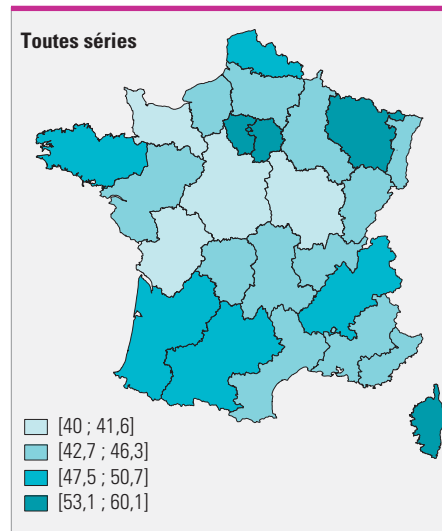 Toutes séries
[40 ; 41,6]
[42,7 ; 46,3]
[47,5 ; 50,7]
[53,1 ; 60,1]